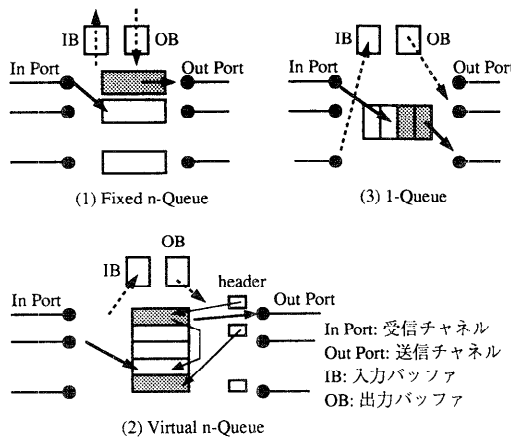 IB OB
In Port Out Port
(1) Fixed n-Queue
IB OB
In Port Out Port
(3) 1-Queue
OB
IB header
In Port Out Port
(2) Virtual n-Queue
In Port: 受信チャネル
Out Port: 送信チャネル
IB: 入力バッファ
OB: 出力バッファ